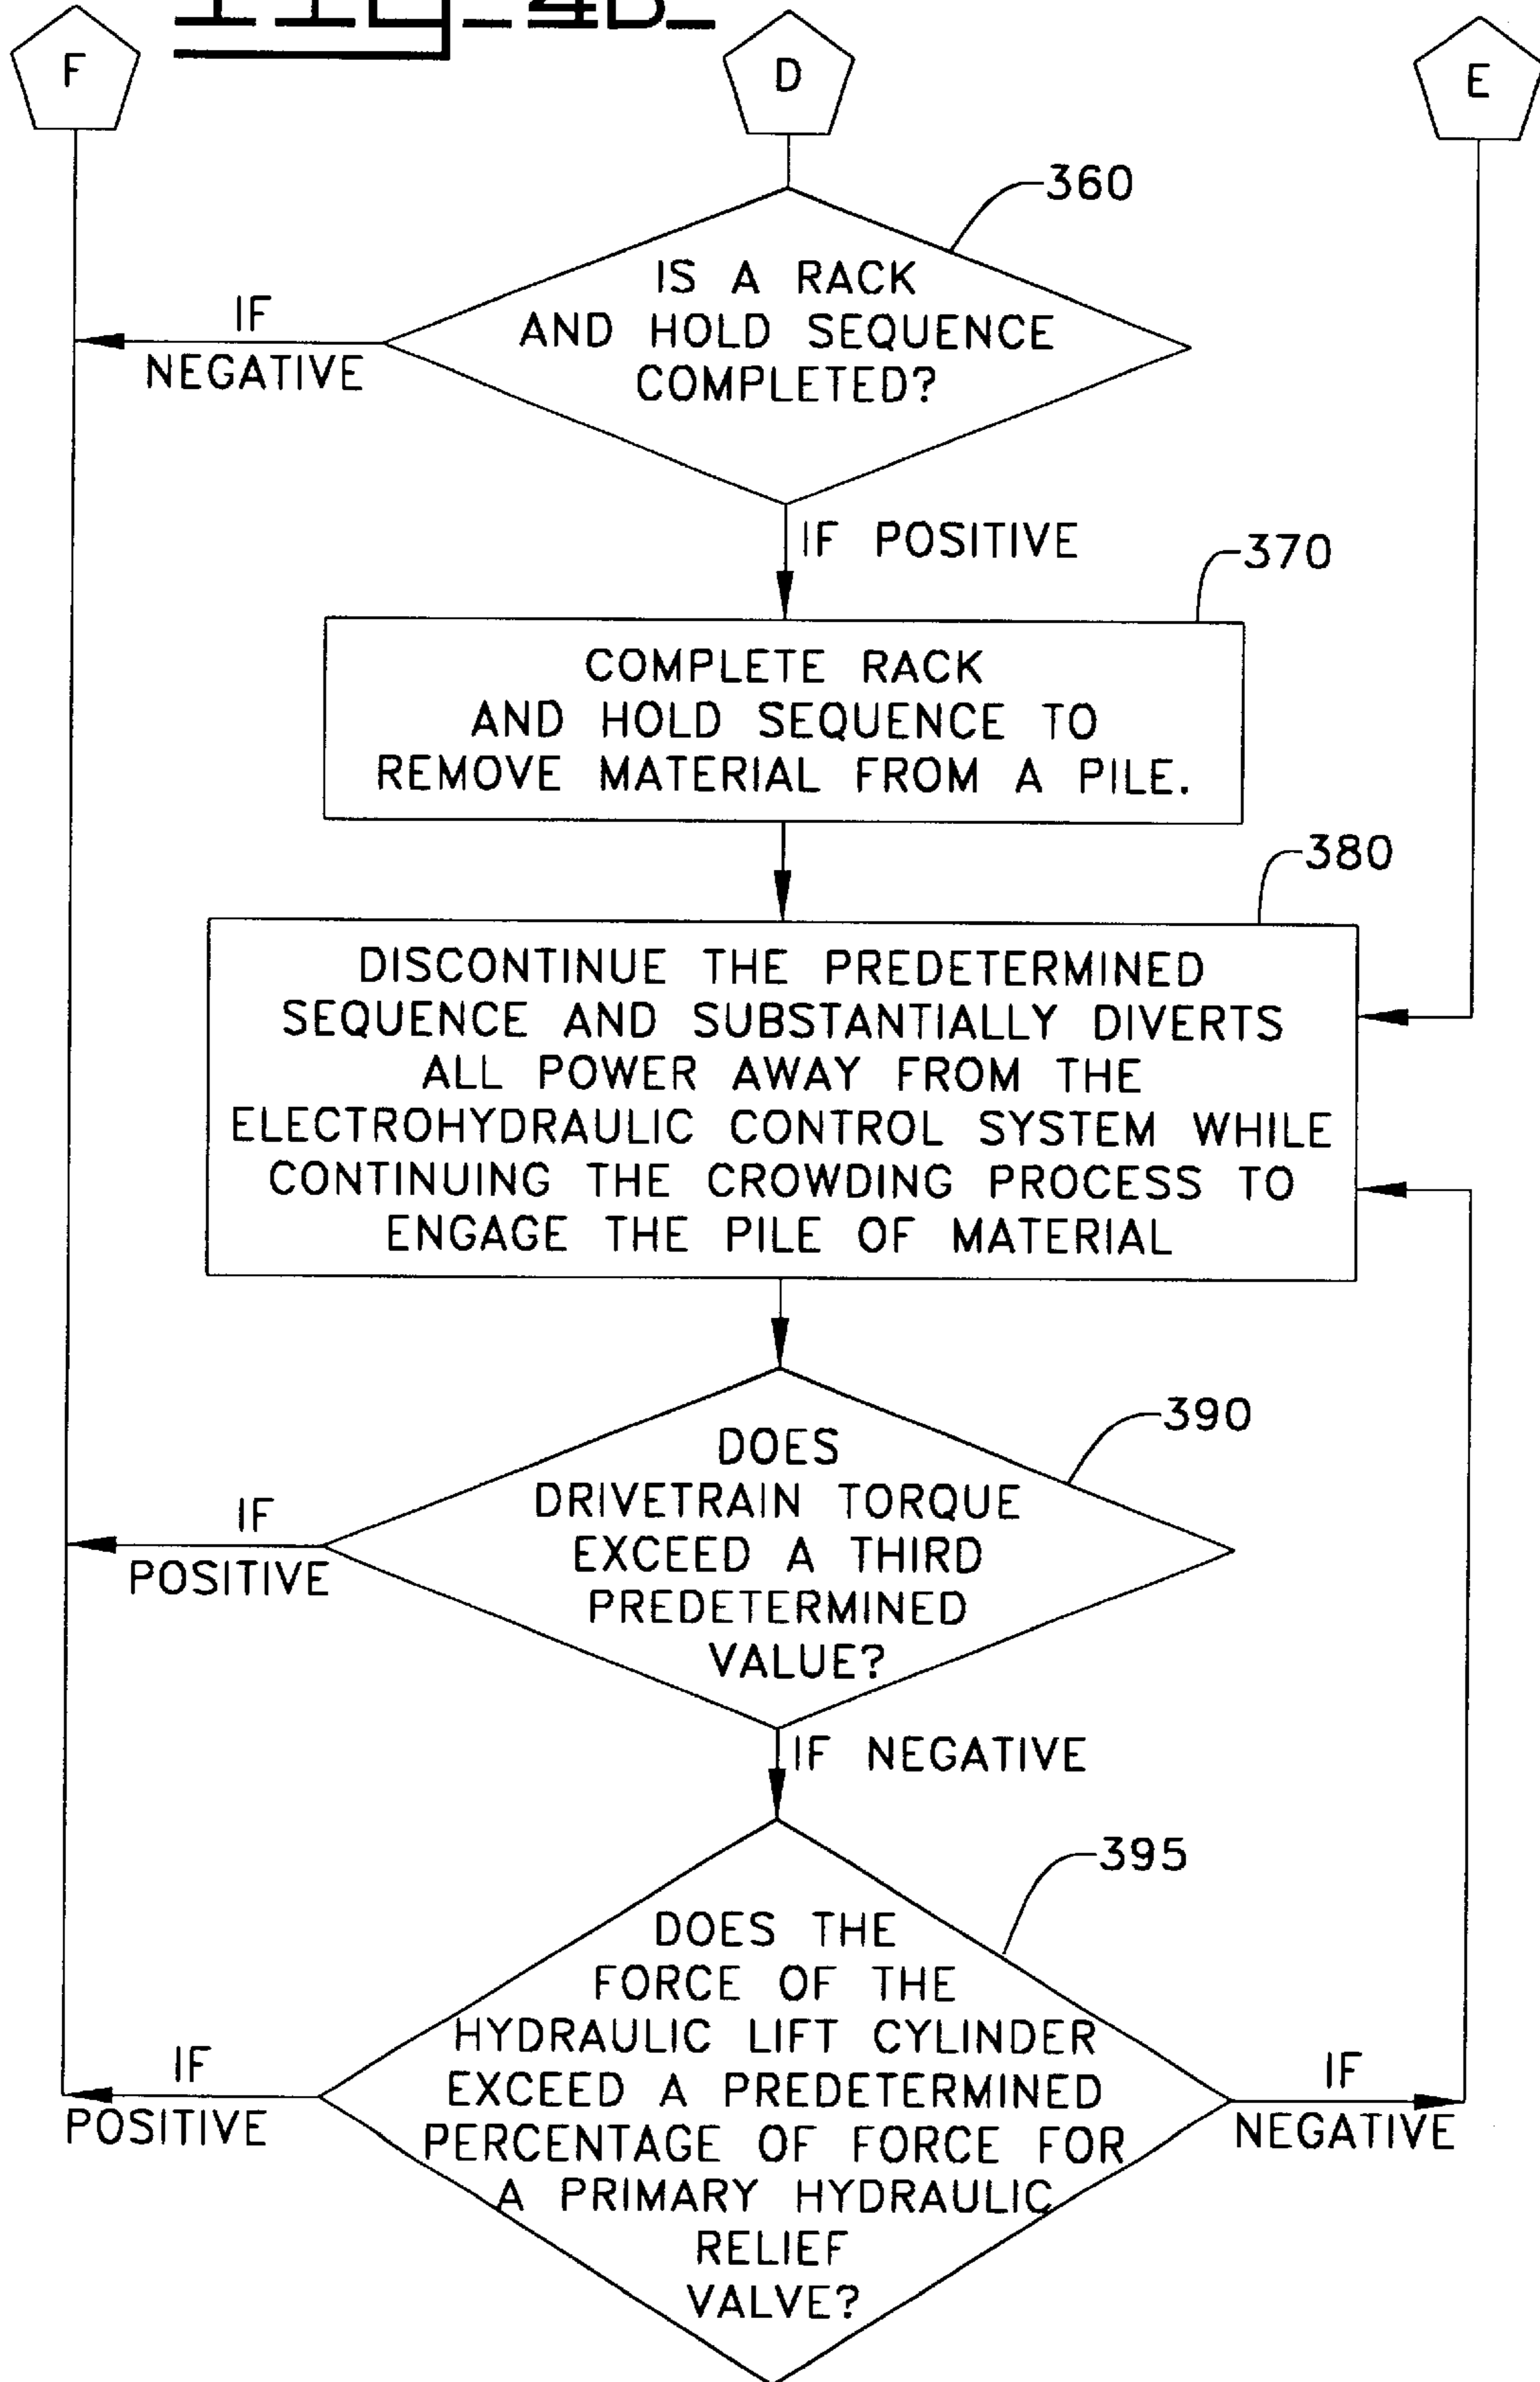 F
D
E
360
IS A RACK
AND HOLD SEQUENCE
COMPLETED?
IF
NEGATIVE
IF POSITIVE
370
COMPLETE RACK
AND HOLD SEQUENCE TO
REMOVE MATERIAL FROM A PILE.
380
DISCONTINUE THE PREDETERMINED
SEQUENCE AND SUBSTANTIALLY DIVERTS
ALL POWER AWAY FROM THE
ELECTROHYDRAULIC CONTROL SYSTEM WHILE
CONTINUING THE CROWDING PROCESS TO
ENGAGE THE PILE OF MATERIAL
390
DOES
DRIVETRAIN TORQUE
EXCEED A THIRD
PREDETERMINED
VALUE?
IF
POSITIVE
IF NEGATIVE
395
DOES THE
FORCE OF THE
HYDRAULIC LIFT CYLINDER
EXCEED A PREDETERMINED
PERCENTAGE OF FORCE FOR
A PRIMARY HYDRAULIC
RELIEF
VALVE?
IF
POSITIVE
IF
NEGATIVE